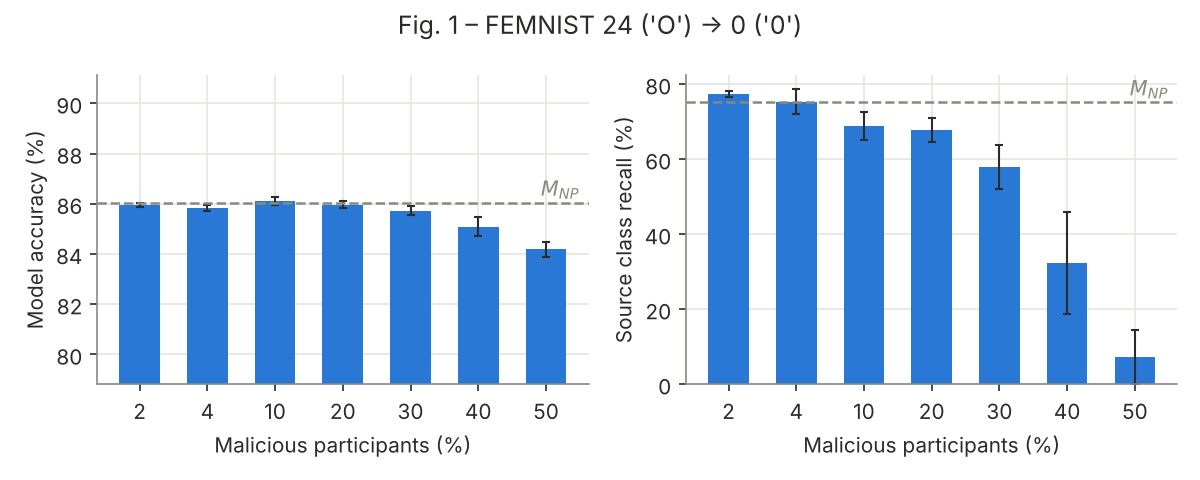 Fig. 1 – FEMNIST 24 ('O') → 0 ('0')
Model accuracy (%)
90
88
86
84
82
80
M_NP
2 4 10 20 30 40 50
Malicious participants (%)
Source class recall (%)
80
60
40
20
0
M_NP
2 4 10 20 30 40 50
Malicious participants (%)